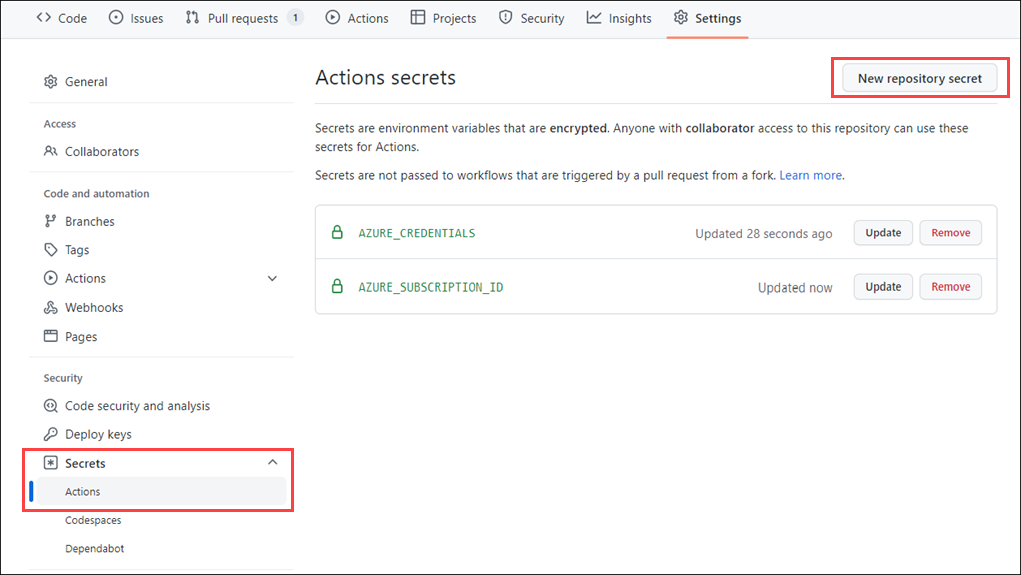 Code
Issues
Pull requests 1
Actions
Projects
Security
Insights
Settings
General
Access
Collaborators
Code and automation
Branches
Tags
Actions
Webhooks
Pages
Security
Code security and analysis
Deploy keys
Secrets
Actions
Codespaces
Dependabot
Actions secrets
New repository secret
Secrets are environment variables that are encrypted. Anyone with collaborator access to this repository can use these
secrets for Actions.
Secrets are not passed to workflows that are triggered by a pull request from a fork. Learn more.
AZURE_CREDENTIALS Updated 28 seconds ago Update Remove
AZURE_SUBSCRIPTION_ID Updated now Update Remove